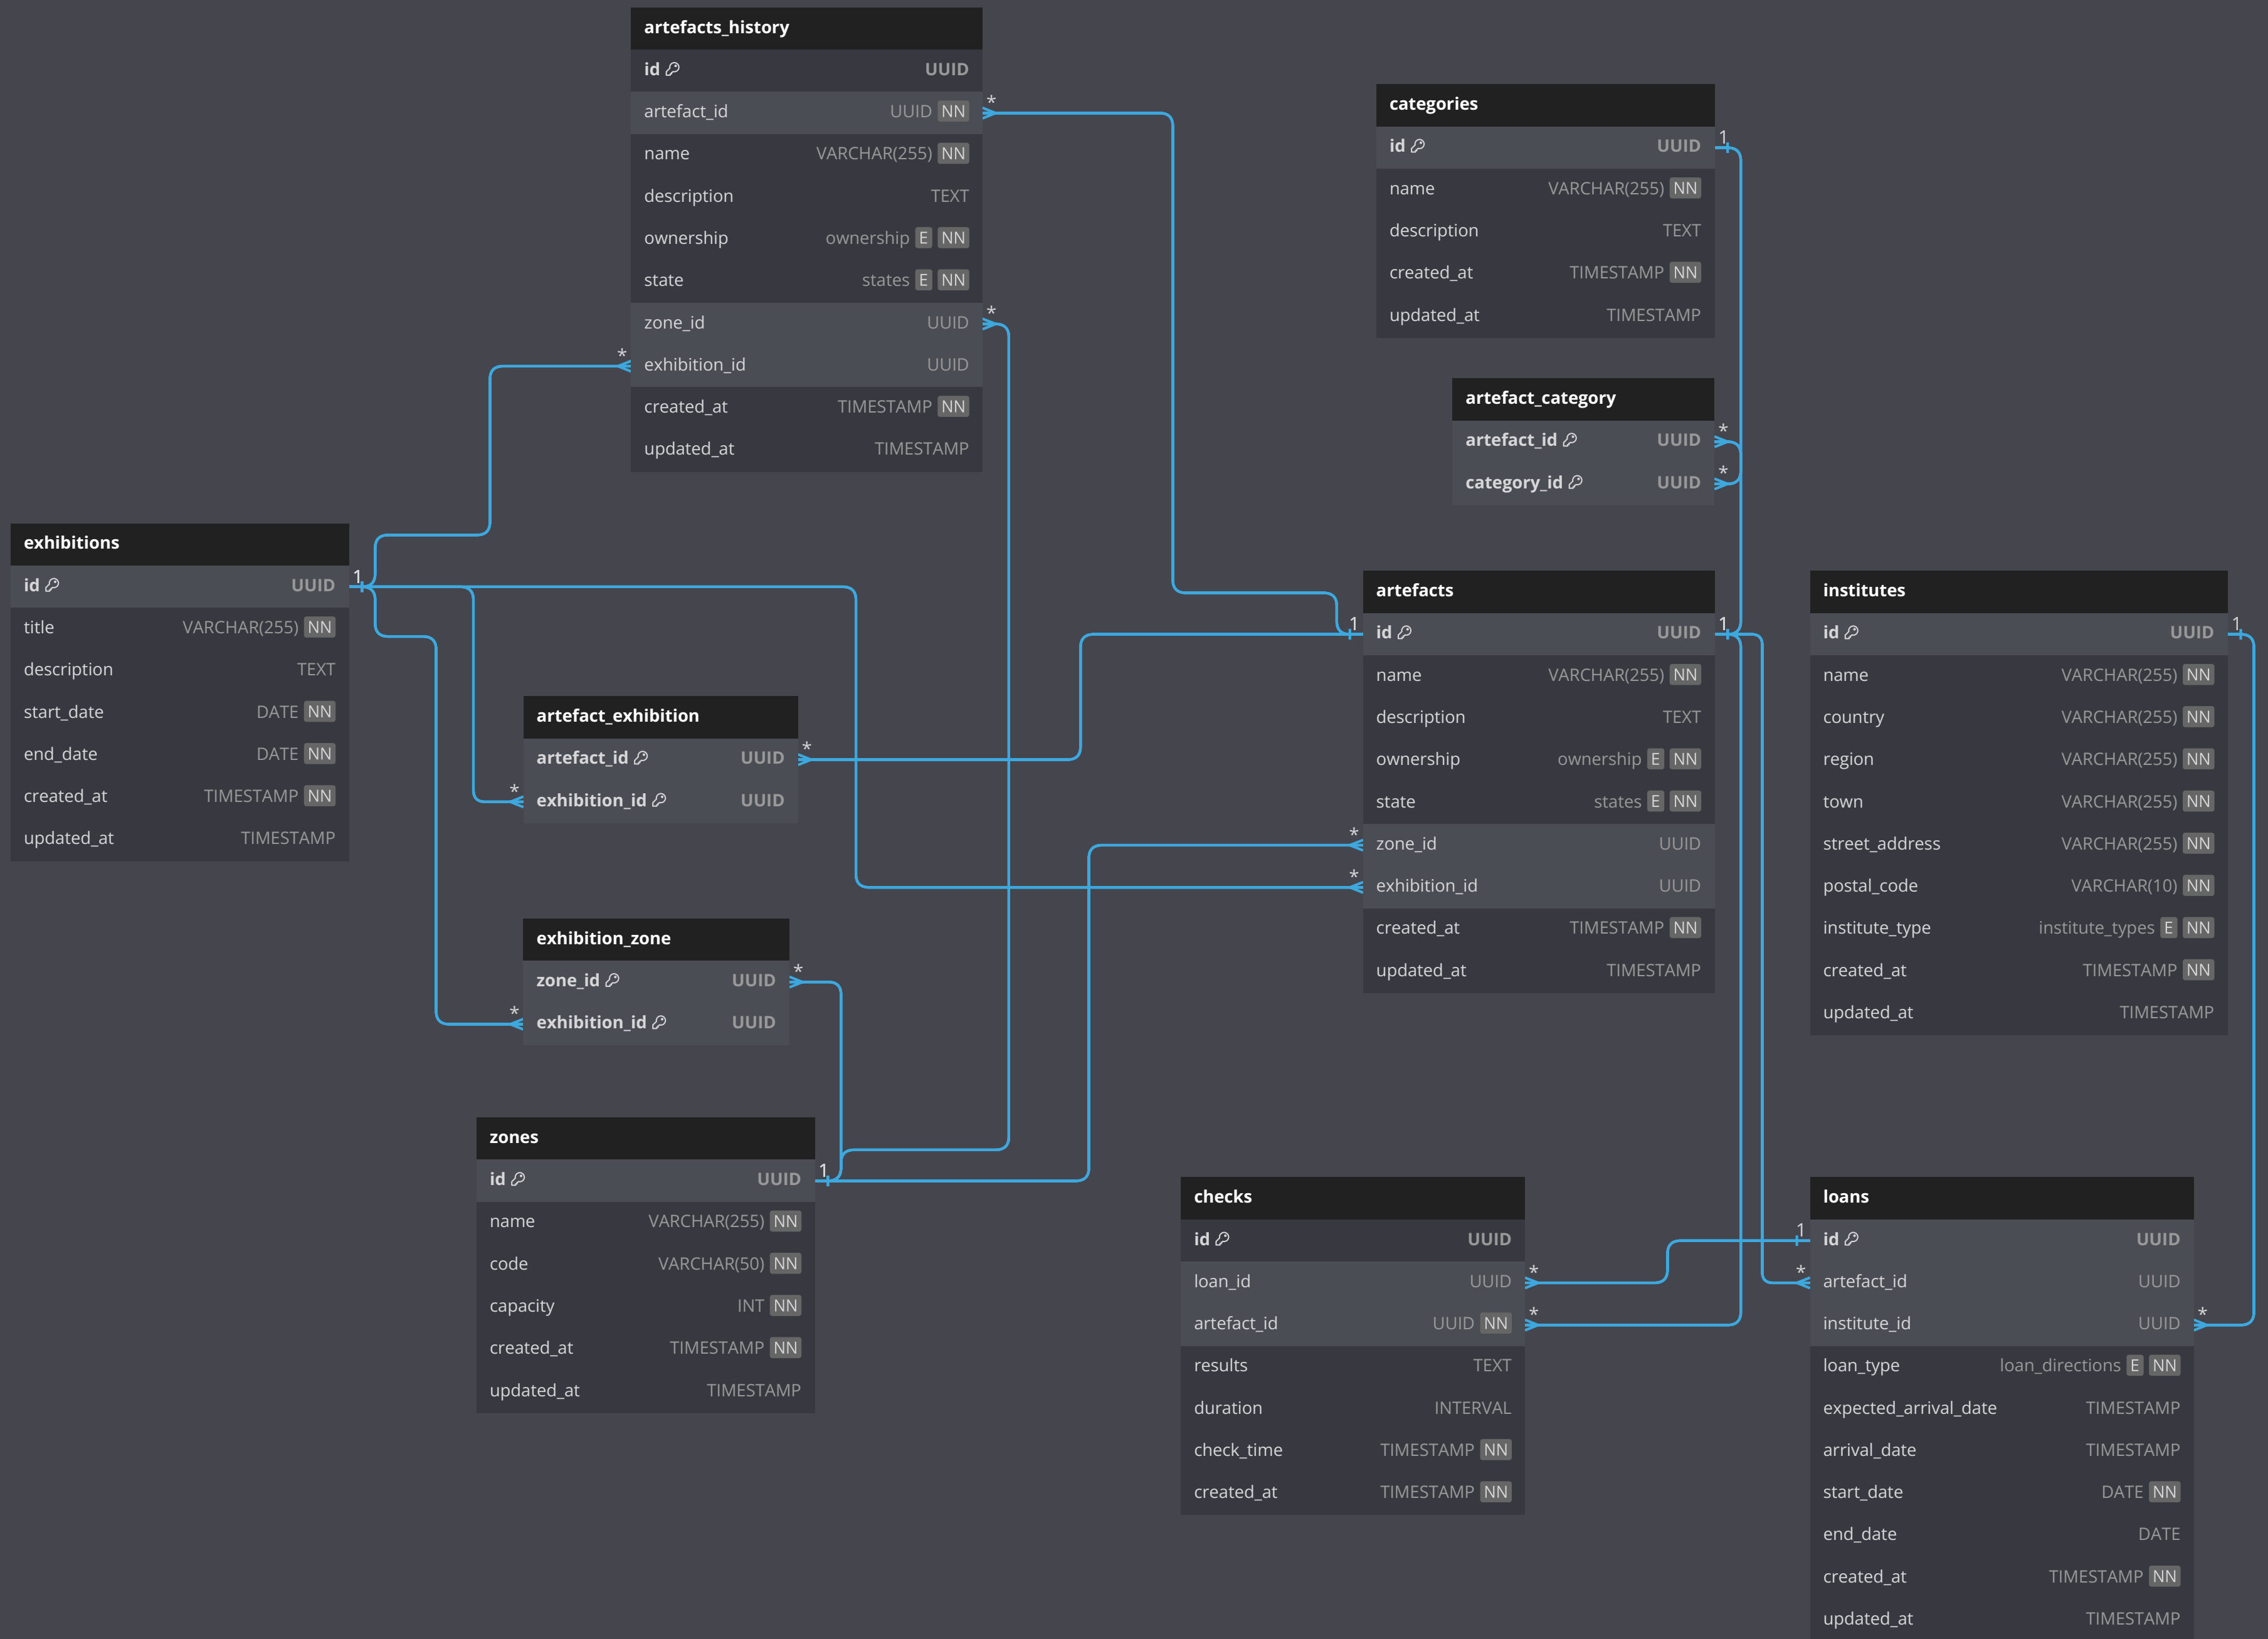 artefacts_history
id UUID
artefact_id UUID NN
name VARCHAR(255) NN
description TEXT
ownership ownership E NN
state states E NN
zone_id UUID
exhibition_id UUID
created_at TIMESTAMP NN
updated_at TIMESTAMP
*
*
*
categories
id UUID
name VARCHAR(255) NN
description TEXT
created_at TIMESTAMP NN
updated_at TIMESTAMP
1
artefact_category
artefact_id UUID
category_id UUID
*
*
exhibitions
id UUID
title VARCHAR(255) NN
description TEXT
start_date DATE NN
end_date DATE NN
created_at TIMESTAMP NN
updated_at TIMESTAMP
1
artefact_exhibition
artefact_id UUID
exhibition_id UUID
*
*
artefacts
id UUID
name VARCHAR(255) NN
description TEXT
ownership ownership E NN
state states E NN
zone_id UUID
exhibition_id UUID
created_at TIMESTAMP NN
updated_at TIMESTAMP
1
1
*
*
institutes
id UUID
name VARCHAR(255) NN
country VARCHAR(255) NN
region VARCHAR(255) NN
town VARCHAR(255) NN
street_address VARCHAR(255) NN
postal_code VARCHAR(10) NN
institute_type institute_types E NN
created_at TIMESTAMP NN
updated_at TIMESTAMP
1
exhibition_zone
zone_id UUID
exhibition_id UUID
*
*
zones
id UUID
name VARCHAR(255) NN
code VARCHAR(50) NN
capacity INT NN
created_at TIMESTAMP NN
updated_at TIMESTAMP
1
checks
id UUID
loan_id UUID
artefact_id UUID NN
results TEXT
duration INTERVAL
check_time TIMESTAMP NN
created_at TIMESTAMP NN
*
*
loans
id UUID
artefact_id UUID
institute_id UUID
loan_type loan_directions E NN
expected_arrival_date TIMESTAMP
arrival_date TIMESTAMP
start_date DATE NN
end_date DATE
created_at TIMESTAMP NN
updated_at TIMESTAMP
1
*
*